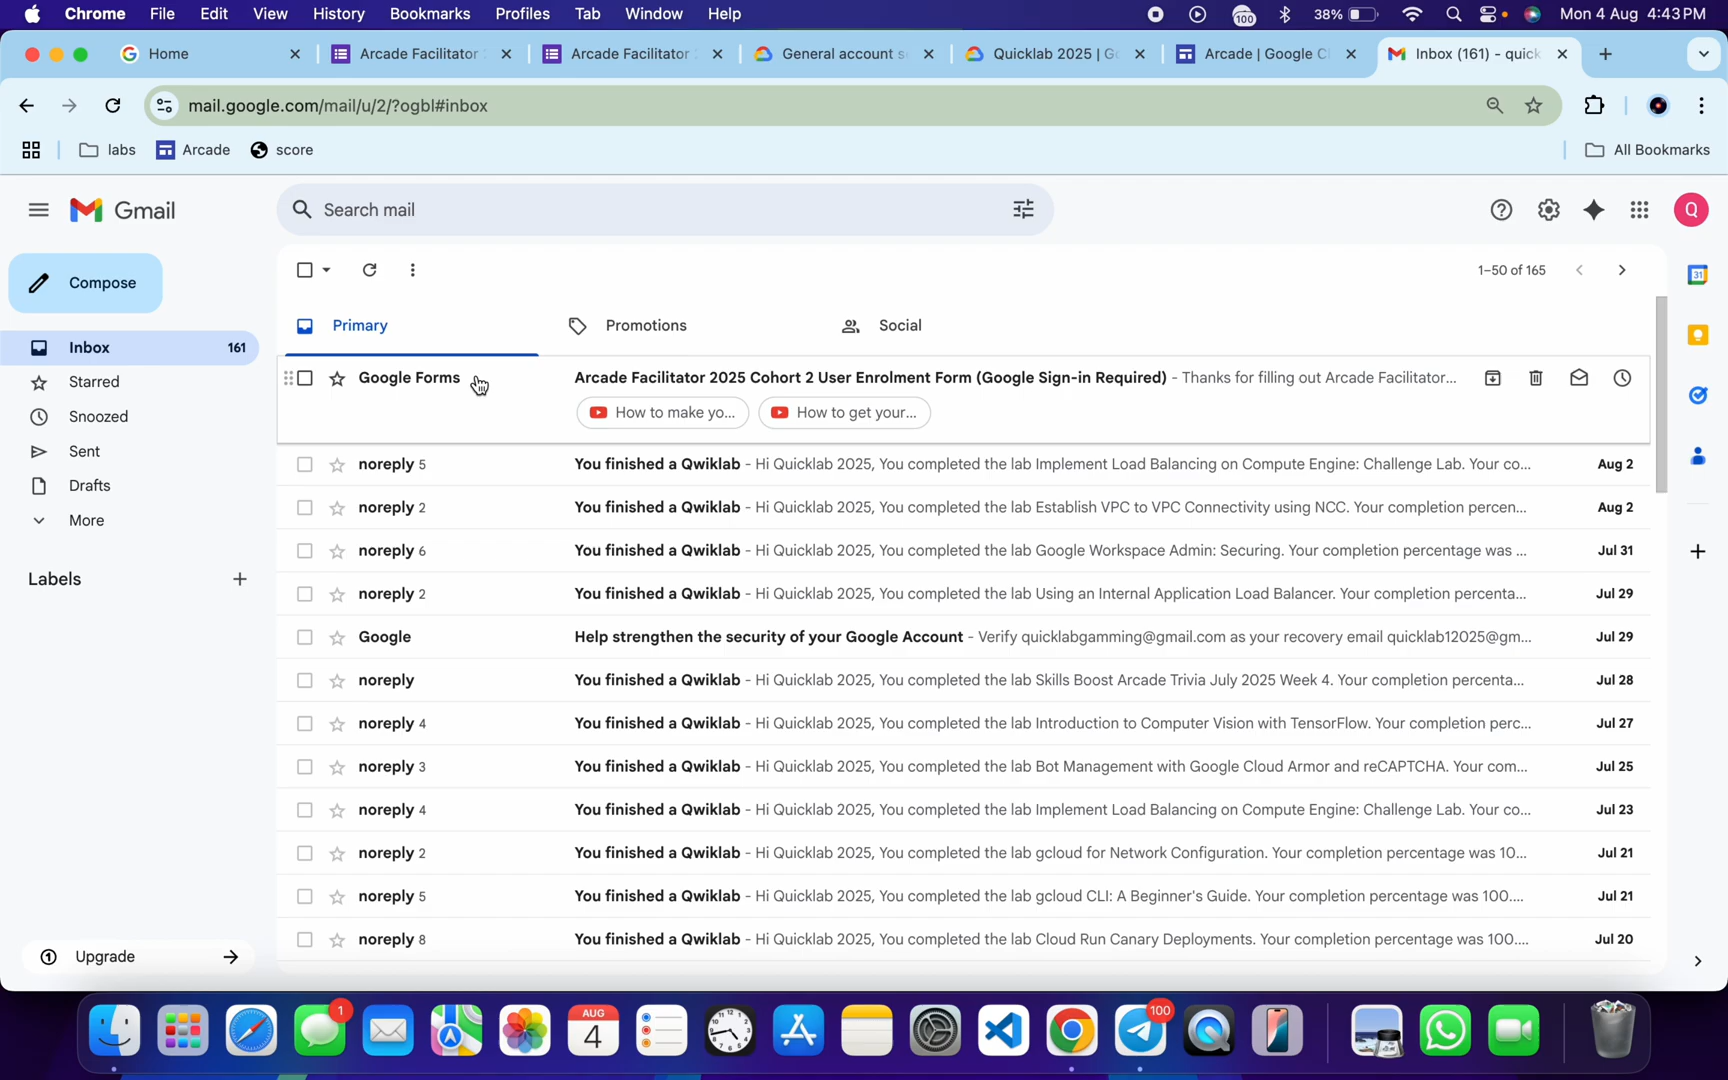 Chrome File Edit View History Bookmarks Profiles Tab Window Help 100 38% Mon 4 Aug 4:43 PM
Home Arcade Facilitator Arcade Facilitator General account s Quicklab 2025 | G Arcade | Google C Inbox (161) - quick
mail.google.com/mail/u/2/?ogbl#inbox
labs Arcade score All Bookmarks
Gmail Search mail Q
Compose 1–50 of 165 31
Primary Promotions Social
Inbox 161
Starred
Snoozed
Sent
Drafts
More
Labels
Upgrade
Google Forms Arcade Facilitator 2025 Cohort 2 User Enrolment Form (Google Sign-in Required) - Thanks for filling out Arcade Facilitator...
How to make yo... How to get your...
noreply 5 You finished a Qwiklab - Hi Quicklab 2025, You completed the lab Implement Load Balancing on Compute Engine: Challenge Lab. Your co... Aug 2
noreply 2 You finished a Qwiklab - Hi Quicklab 2025, You completed the lab Establish VPC to VPC Connectivity using NCC. Your completion percen... Aug 2
noreply 6 You finished a Qwiklab - Hi Quicklab 2025, You completed the lab Google Workspace Admin: Securing. Your completion percentage was ... Jul 31
noreply 2 You finished a Qwiklab - Hi Quicklab 2025, You completed the lab Using an Internal Application Load Balancer. Your completion percenta... Jul 29
Google Help strengthen the security of your Google Account - Verify quicklabgamming@gmail.com as your recovery email quicklab12025@gm... Jul 29
noreply You finished a Qwiklab - Hi Quicklab 2025, You completed the lab Skills Boost Arcade Trivia July 2025 Week 4. Your completion percenta... Jul 28
noreply 4 You finished a Qwiklab - Hi Quicklab 2025, You completed the lab Introduction to Computer Vision with TensorFlow. Your completion perc... Jul 27
noreply 3 You finished a Qwiklab - Hi Quicklab 2025, You completed the lab Bot Management with Google Cloud Armor and reCAPTCHA. Your com... Jul 25
noreply 4 You finished a Qwiklab - Hi Quicklab 2025, You completed the lab Implement Load Balancing on Compute Engine: Challenge Lab. Your co... Jul 23
noreply 2 You finished a Qwiklab - Hi Quicklab 2025, You completed the lab gcloud for Network Configuration. Your completion percentage was 10... Jul 21
noreply 5 You finished a Qwiklab - Hi Quicklab 2025, You completed the lab gcloud CLI: A Beginner's Guide. Your completion percentage was 100.... Jul 21
noreply 8 You finished a Qwiklab - Hi Quicklab 2025, You completed the lab Cloud Run Canary Deployments. Your completion percentage was 100.... Jul 20
1 AUG 4 100